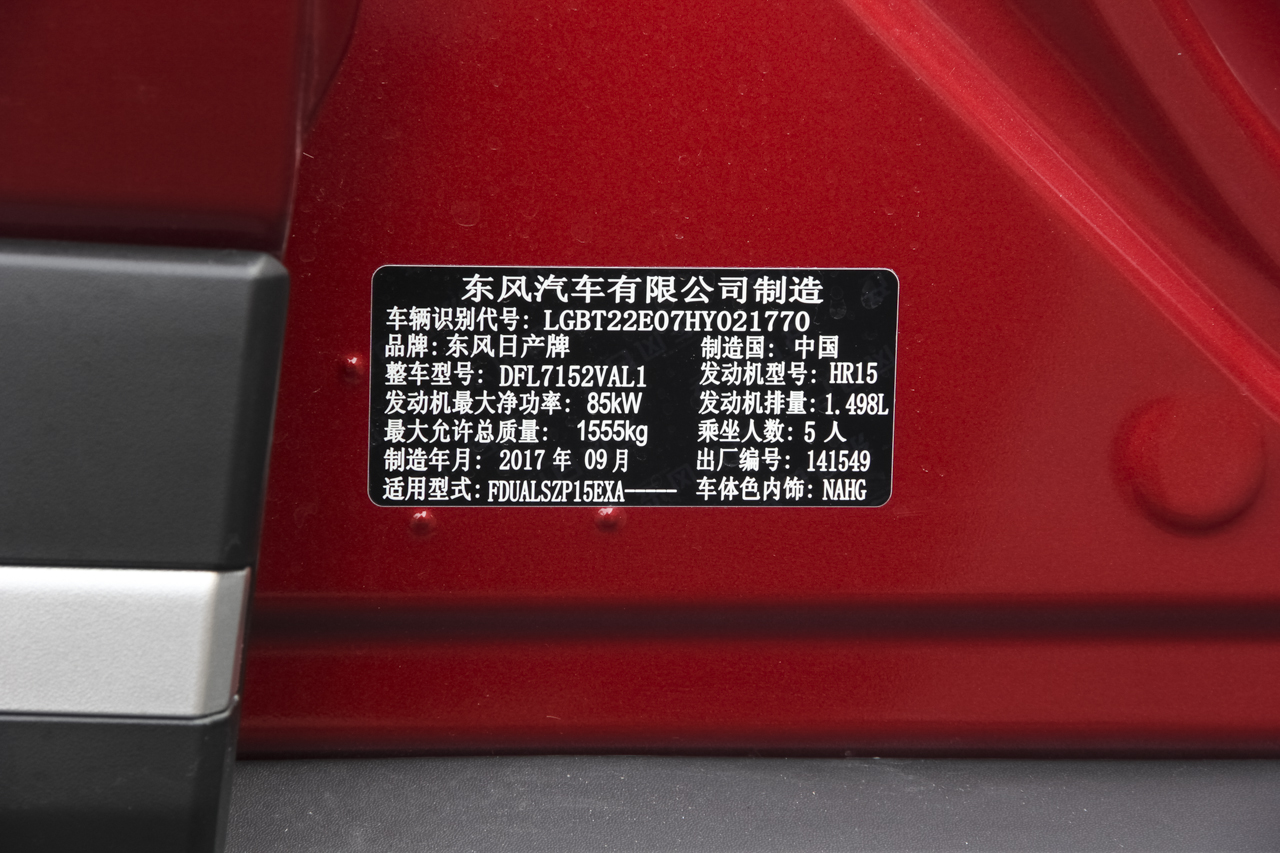 东风汽车有限公司制造
车辆识别代号: LGBT22E07HY021770
品牌: 东风日产牌 制造国: 中国
整车型号: DFL7152VAL1 发动机型号: HR15
发动机最大净功率: 85kW 发动机排量: 1.498L
最大允许总质量: 1555kg 乘坐人数: 5 人
制造年月: 2017 年 09 月 出厂编号: 141549
适用型式: FDUALSZP15EXA----- 车体色内饰: NAHG